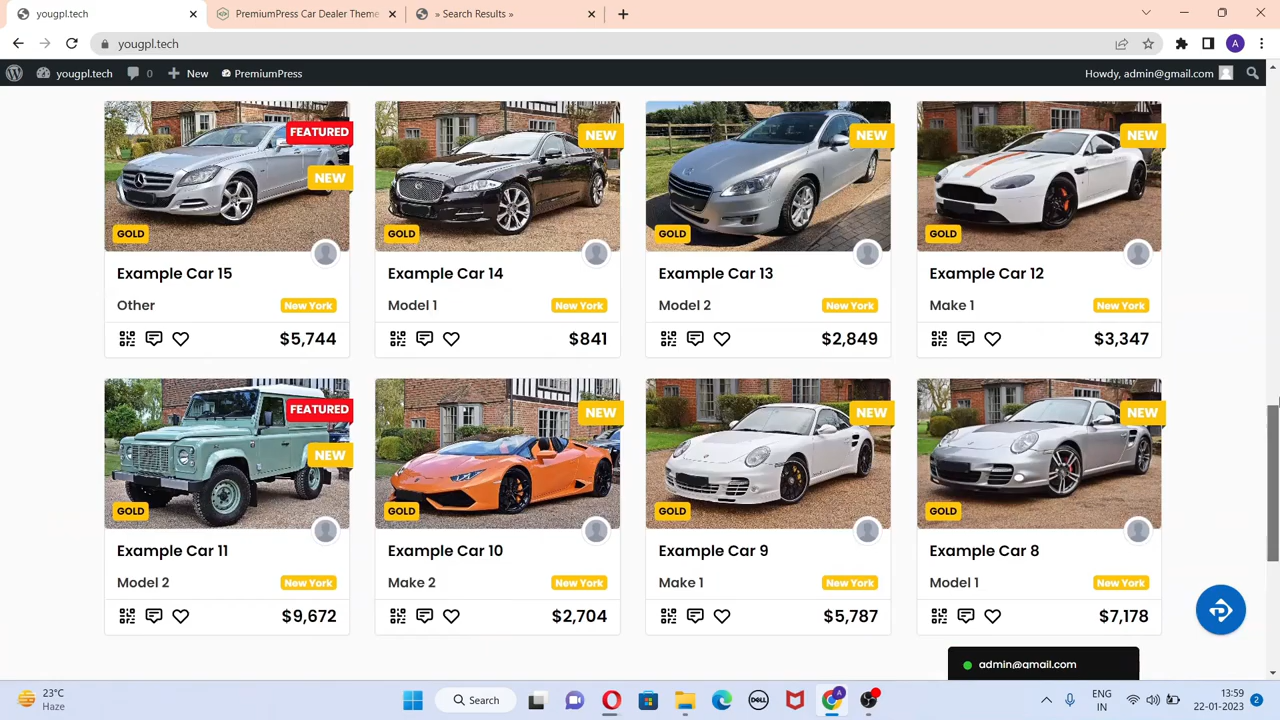 yougpl.tech
PremiumPress Car Dealer Theme
» Search Results »
yougpl.tech
yougpl.tech
0
New
PremiumPress
Howdy, admin@gmail.com
A
FEATURED
NEW
GOLD
NEW
GOLD
NEW
GOLD
NEW
GOLD
Example Car 15
Example Car 14
Example Car 13
Example Car 12
Other
New York
Model 1
New York
Model 2
New York
Make 1
New York
$5,744
$841
$2,849
$3,347
FEATURED
NEW
GOLD
NEW
GOLD
NEW
GOLD
NEW
GOLD
Example Car 11
Example Car 10
Example Car 9
Example Car 8
Model 2
New York
Make 2
New York
Make 1
New York
Model 1
New York
$9,672
$2,704
$5,787
$7,178
admin@gmail.com
23°C
Haze
Search
DELL
A
ENG
IN
13:59
22-01-2023
2